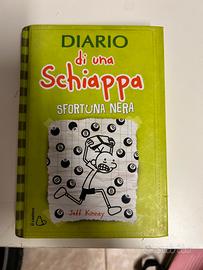 DIARIO
di una
Schiappa
SFORTUNA NERA
Jeff Kinney